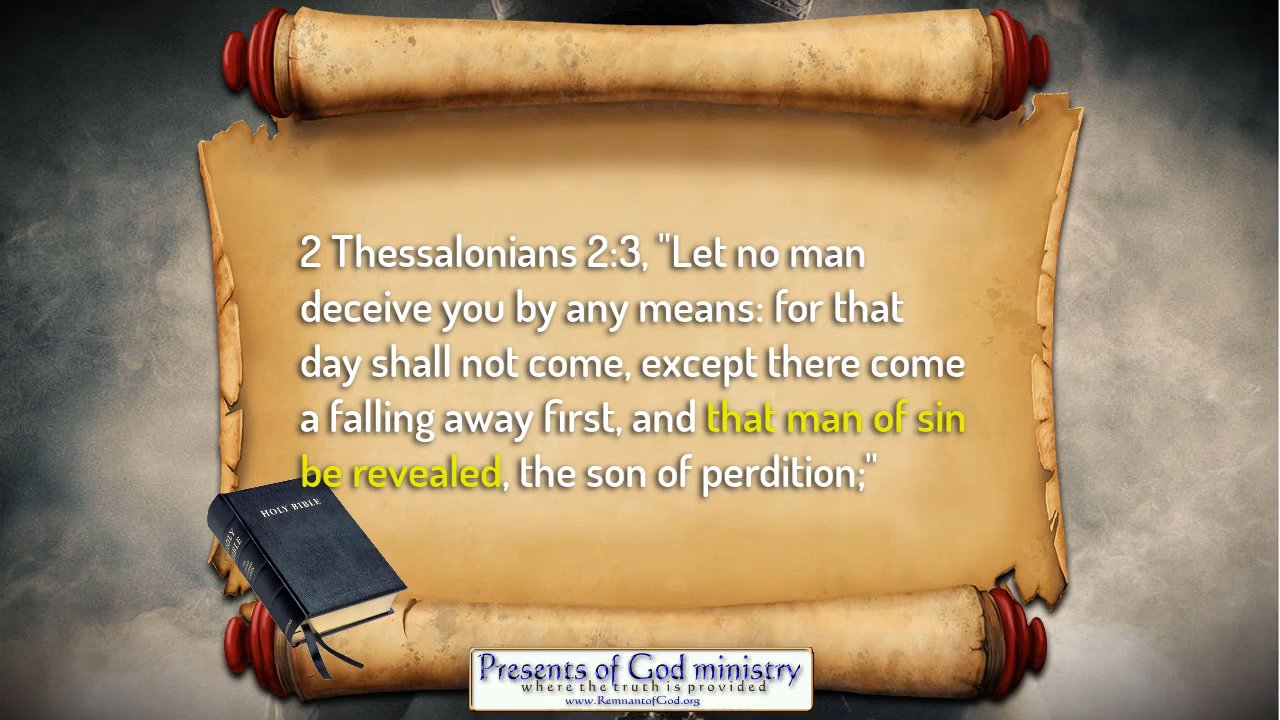 2 Thessalonians 2:3, "Let no man
deceive you by any means: for that
day shall not come, except there come
a falling away first, and that man of sin
be revealed, the son of perdition;"
HOLY BIBLE
HOLY
BIBLE
Presents of God ministry
where the truth is provided
www.RemnantofGod.org